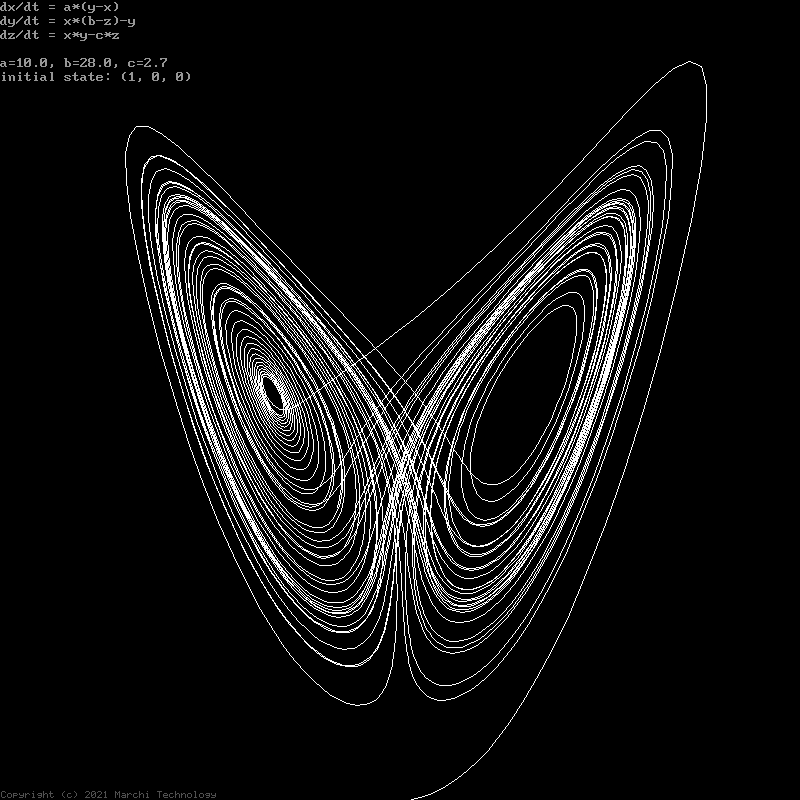 dx/dt = a*(y-x)
dy/dt = x*(b-z)-y
dz/dt = x*y-c*z
a=10.0, b=28.0, c=2.7
initial state: (1, 0, 0)
Copyright (c) 2021 Marchi Technology